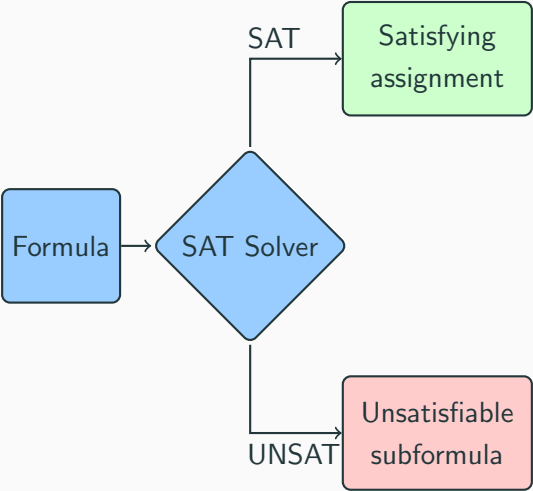 SAT
Satisfying
assignment
Formula
SAT Solver
Unsatisfiable
subformula
UNSAT